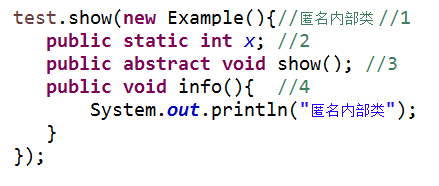 test.show(new Example(){//匿名内部类 //1
public static int x; //2
public abstract void show(); //3
public void info(){  //4
System.out.println("匿名内部类");
}
});